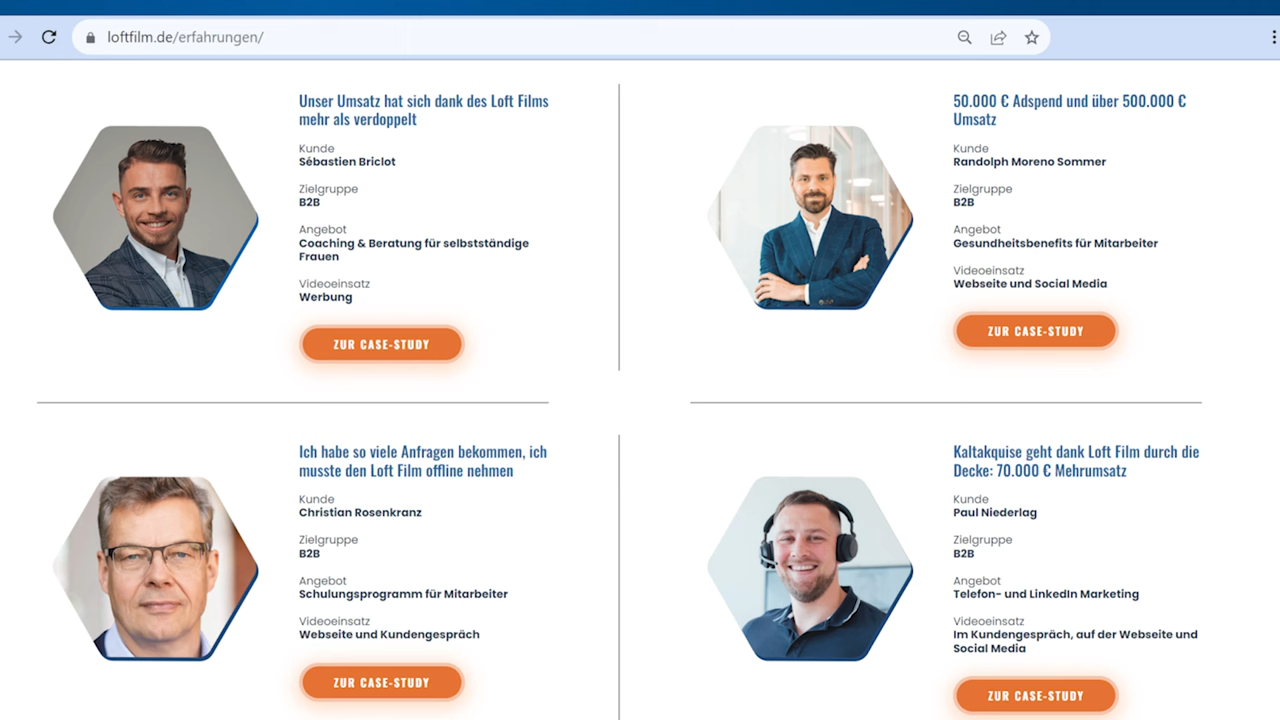 loftfilm.de/erfahrungen/
Unser Umsatz hat sich dank des Loft Films
mehr als verdoppelt
Kunde
Sébastien Briclot
Zielgruppe
B2B
Angebot
Coaching & Beratung für selbstständige
Frauen
Videoeinsatz
Werbung
ZUR CASE-STUDY
50.000 € Adspend und über 500.000 €
Umsatz
Kunde
Randolph Moreno Sommer
Zielgruppe
B2B
Angebot
Gesundheitsbenefits für Mitarbeiter
Videoeinsatz
Webseite und Social Media
ZUR CASE-STUDY
Ich habe so viele Anfragen bekommen, ich
musste den Loft Film offline nehmen
Kunde
Christian Rosenkranz
Zielgruppe
B2B
Angebot
Schulungsprogramm für Mitarbeiter
Videoeinsatz
Webseite und Kundengespräch
ZUR CASE-STUDY
Kaltakquise geht dank Loft Film durch die
Decke: 70.000 € Mehrumsatz
Kunde
Paul Niederlag
Zielgruppe
B2B
Angebot
Telefon- und LinkedIn Marketing
Videoeinsatz
Im Kundengespräch, auf der Webseite und
Social Media
ZUR CASE-STUDY